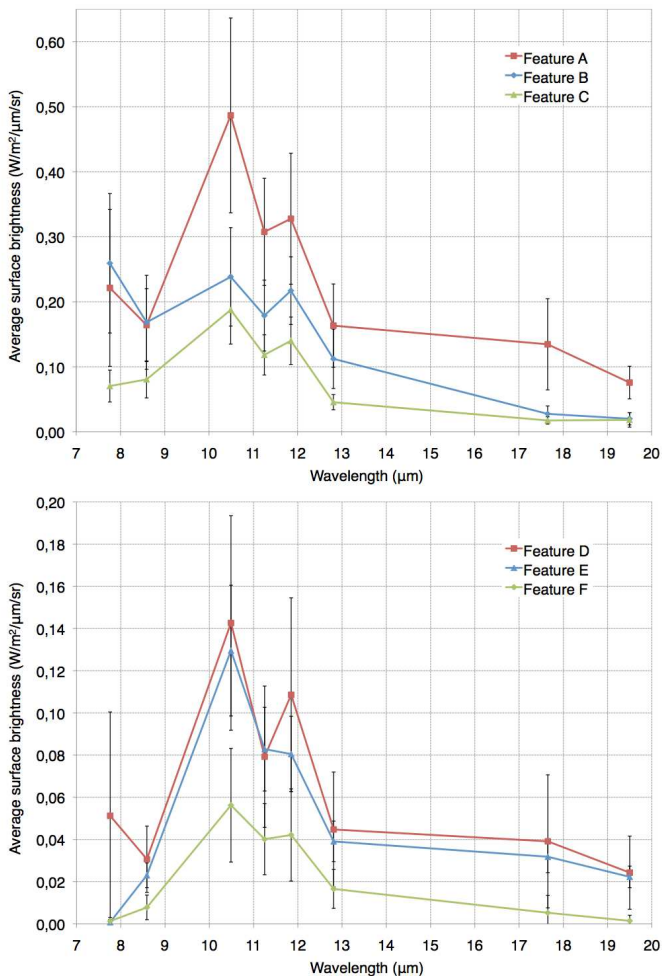 0,60
0,50
0,40
0,30
0,20
0,10
0,00
Average surface brightness (W/m²/µm/sr)
Feature A
Feature B
Feature C
7 8 9 10 11 12 13 14 15 16 17 18 19 20
Wavelength (µm)
0,20
0,18
0,16
0,14
0,12
0,10
0,08
0,06
0,04
0,02
0,00
Average surface brightness (W/m²/µm/sr)
Feature D
Feature E
Feature F
7 8 9 10 11 12 13 14 15 16 17 18 19 20
Wavelength (µm)